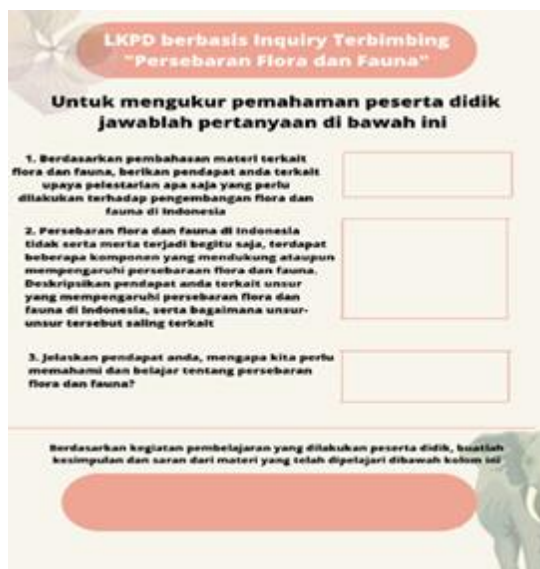 LKPD berbasis Inquiry Terbimbing
"Persebaran Flora dan Fauna"
Untuk mengukur pemahaman peserta didik
jawablah pertanyaan di bawah ini
1. Berdasarkan pembahasan materi terkait
flora dan fauna, berikan pendapat anda terkait
upaya pelestarian apa saja yang perlu
dilakukan terhadap pengembangan flora dan
fauna di Indonesia
2. Persebaran flora dan fauna di Indonesia
tidak serta merta terjadi begitu saja, terdapat
beberapa komponen yang mendukung ataupun
mempengaruhi persebaraan flora dan fauna.
Deskripsikan pendapat anda terkait unsur
yang mempengaruhi persebaran flora dan
fauna di Indonesia, serta bagaimana unsur-
unsur tersebut saling terkait
3. Jelaskan pendapat anda, mengapa kita perlu
memahami dan belajar tentang persebaran
flora dan fauna?
Berdasarkan kegiatan pembelajaran yang dilakukan peserta didik, buatlah
kesimpulan dan saran dari materi yang telah dipelajari dibawah kolom ini